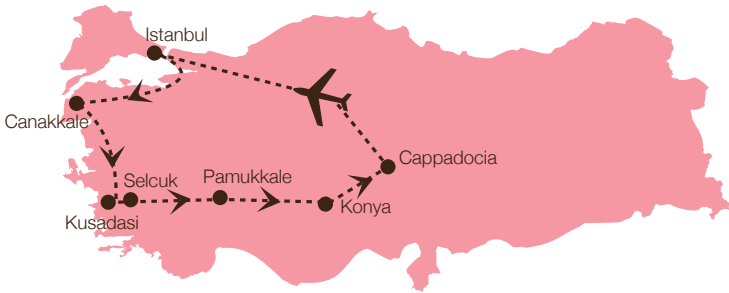 Istanbul
Canakkale
Cappadocia
Selcuk
Pamukkale
Kusadasi
Konya